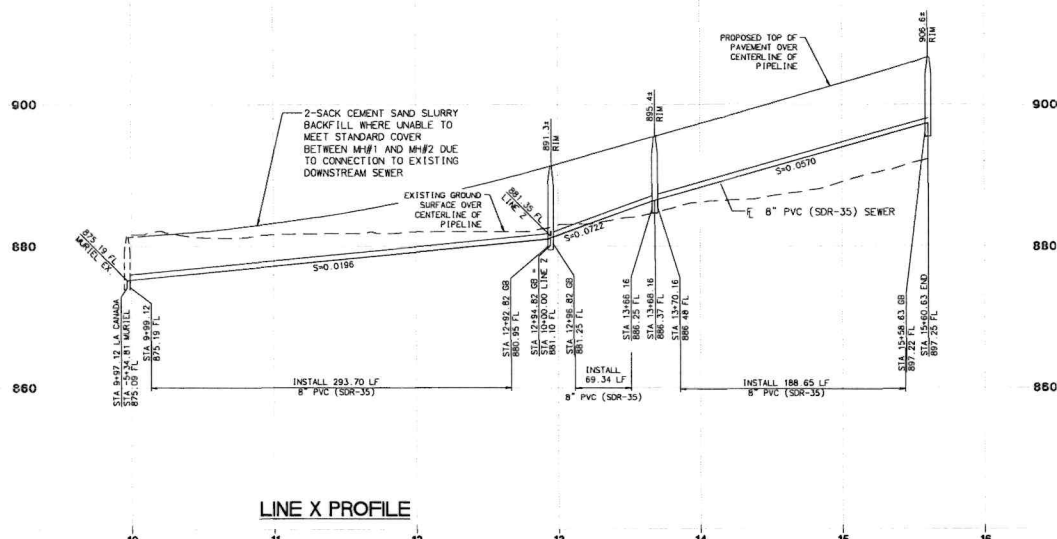 906.6±
RIM
PROPOSED TOP OF
PAVEMENT OVER
CENTERLINE OF
PIPELINE
895.4±
RIM
900
900
2-SACK CEMENT SAND SLURRY
BACKFILL WHERE UNABLE TO
MEET STANDARD COVER
BETWEEN MH#1 AND MH#2 DUE
TO CONNECTION TO EXISTING
DOWNSTREAM SEWER
891.3±
RIM
S=0.0570
EXISTING GROUND
SURFACE OVER
CENTERLINE OF
PIPELINE
881.35 FL
LINE Z
8" PVC (SDR-35) SEWER
880
880
875.19 FL
MURIEL EX.
S=0.0196
S=0.0722
STA 9+97.12 LA CANADA
STA -5+34.81 MURIEL
875.09 FL
STA 9+99.12
875.19 FL
STA 12+92.82 GB
880.95 FL
STA 12+94.82 GB =
STA 10+00.00 LINE Z
881.10 FL
STA 12+96.82 GB
881.25 FL
STA 13+66.16
886.25 FL
STA 13+68.16
886.37 FL
STA 13+70.16
886.48 FL
STA 15+58.63 GB
897.22 FL
STA 15+60.63 END
897.25 FL
860
860
INSTALL 293.70 LF
8" PVC (SDR-35)
INSTALL
69.34 LF
8" PVC (SDR-35)
INSTALL 188.65 LF
8" PVC (SDR-35)
LINE X PROFILE
10
11
12
13
14
15
16